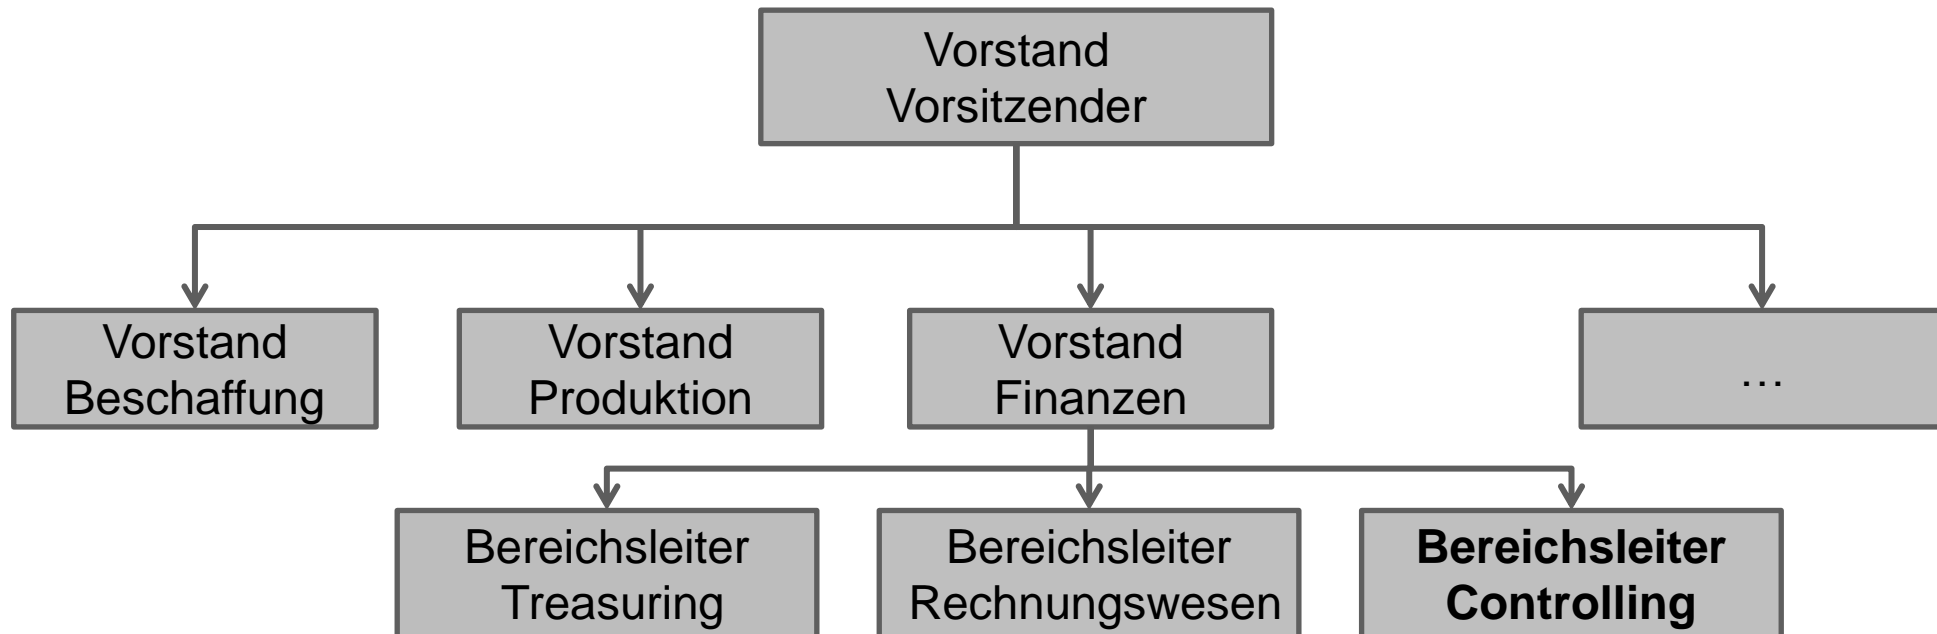 Vorstand
Vorsitzender
Vorstand
Beschaffung
Vorstand
Produktion
Vorstand
Finanzen
…
Bereichsleiter
Treasuring
Bereichsleiter
Rechnungswesen
Bereichsleiter
Controlling